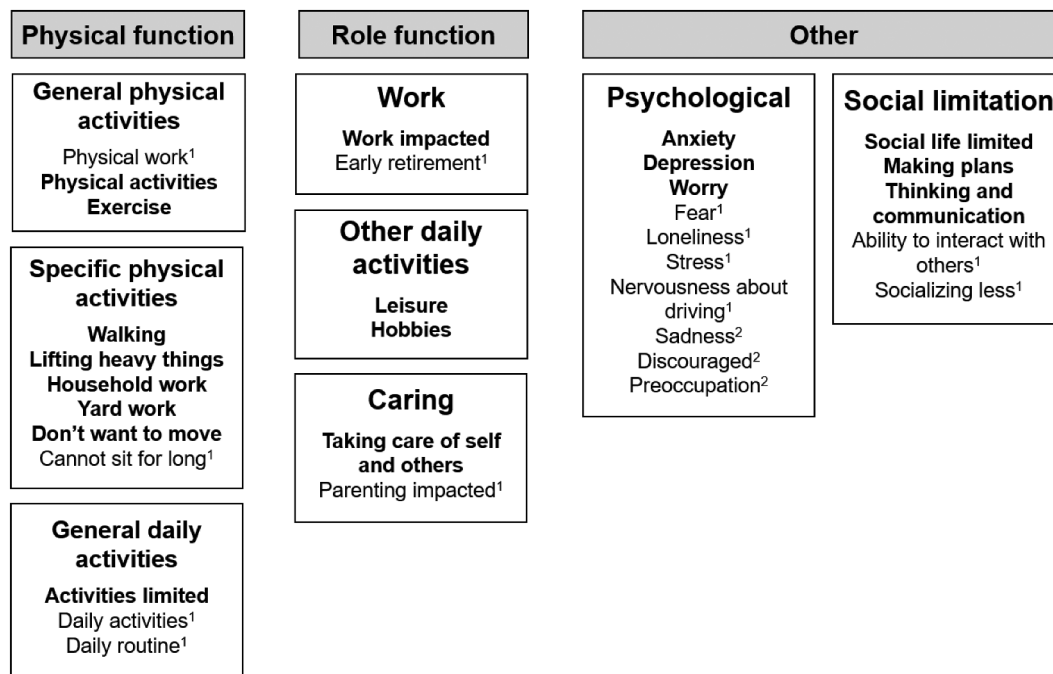 Physical function
General physical
activities
Physical work¹
Physical activities
Exercise
Specific physical
activities
Walking
Lifting heavy things
Household work
Yard work
Don’t want to move
Cannot sit for long¹
General daily
activities
Activities limited
Daily activities¹
Daily routine¹
Role function
Work
Work impacted
Early retirement¹
Other daily
activities
Leisure
Hobbies
Caring
Taking care of self
and others
Parenting impacted¹
Other
Psychological
Anxiety
Depression
Worry
Fear¹
Loneliness¹
Stress¹
Nervousness about
driving¹
Sadness²
Discouraged²
Preoccupation²
Social limitation
Social life limited
Making plans
Thinking and
communication
Ability to interact with
others¹
Socializing less¹